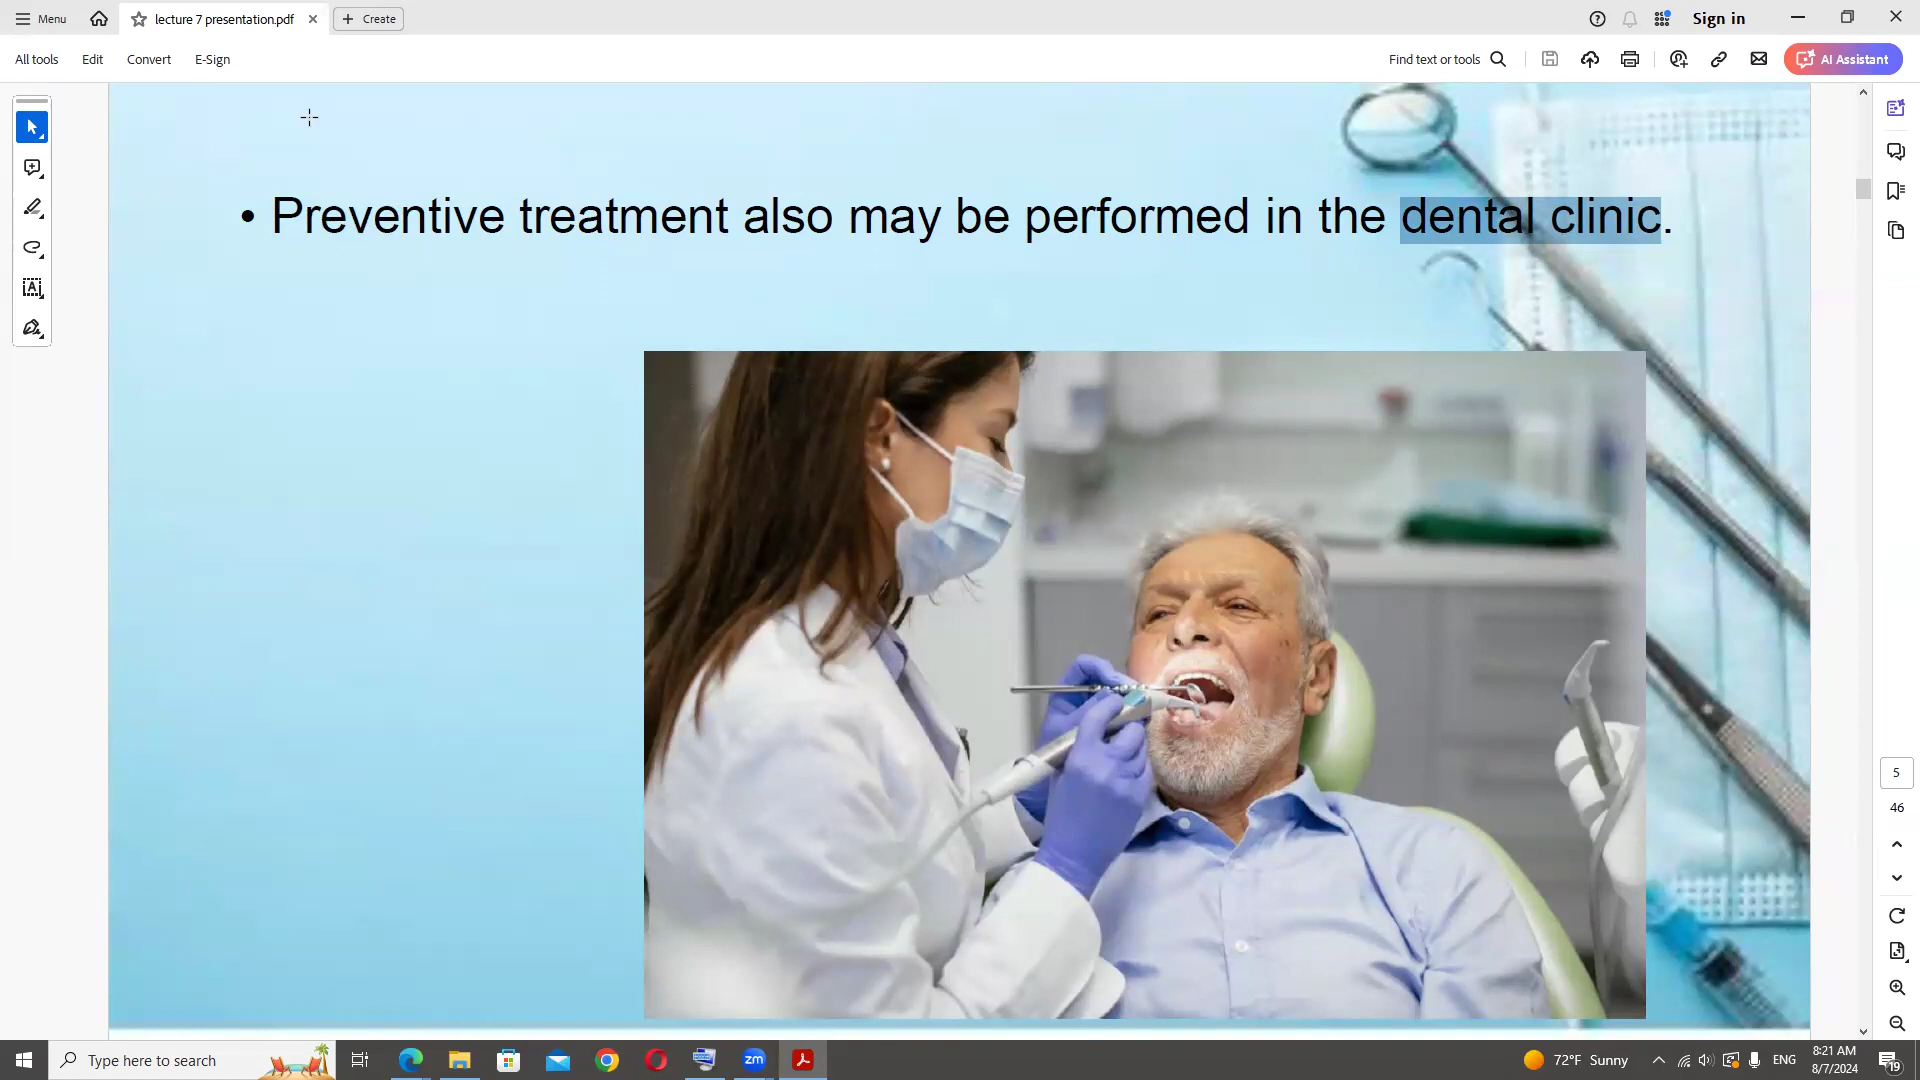 Menu
lecture 7 presentation.pdf
Create
Sign in
All tools
Edit
Convert
E-Sign
Find text or tools
AI Assistant
• Preventive treatment also may be performed in the dental clinic.
5
46
Type here to search
zm
72°F Sunny
ENG
8:21 AM
8/7/2024
19